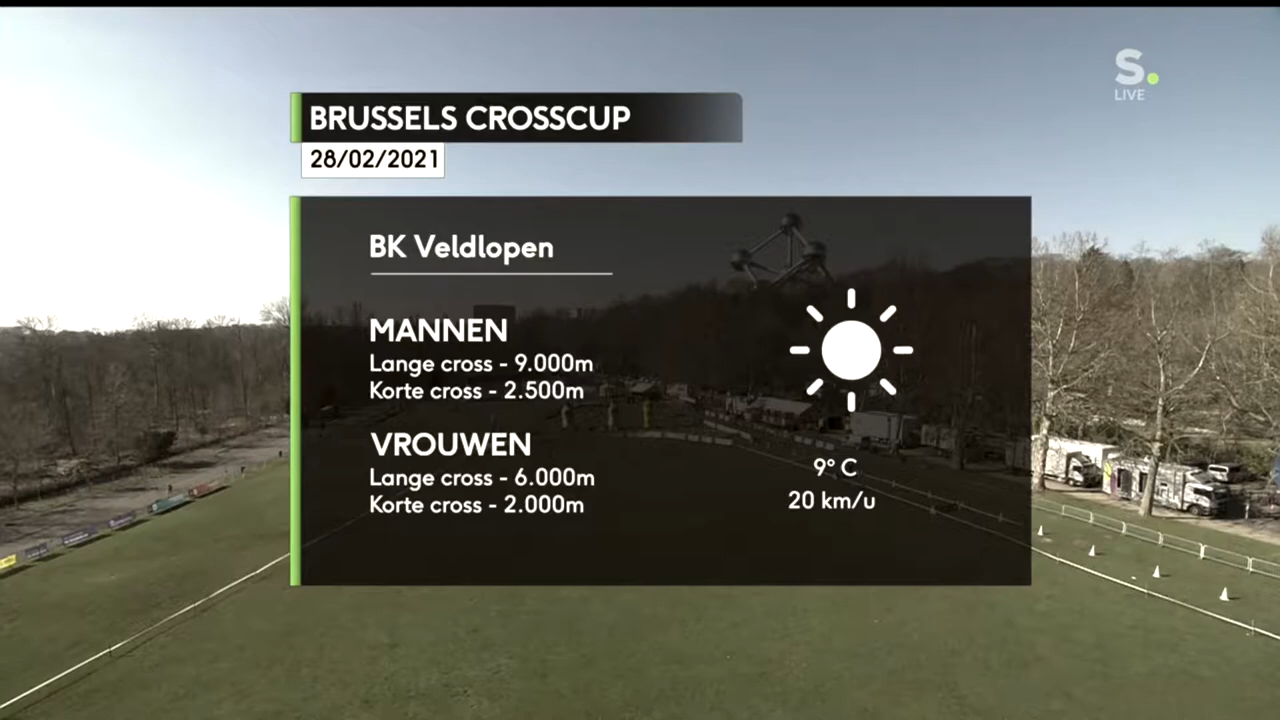 S.
LIVE
BRUSSELS CROSSCUP
28/02/2021
BK Veldlopen
MANNEN
Lange cross - 9.000m
Korte cross - 2.500m
VROUWEN
Lange cross - 6.000m
Korte cross - 2.000m
9° C
20 km/u